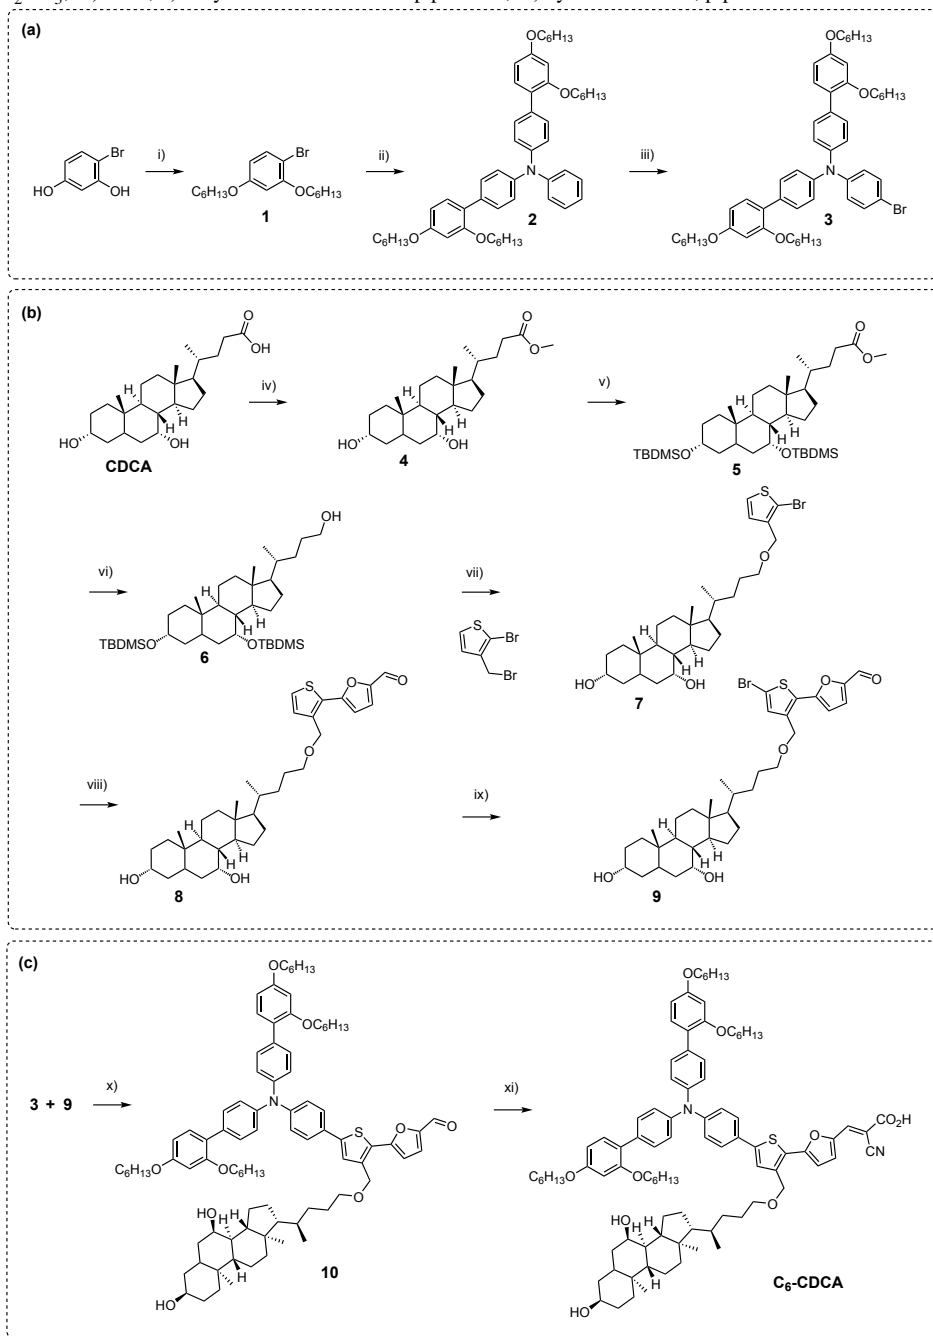 (a)
OC₆H₁₃
OC₆H₁₃
OC₆H₁₃
OC₆H₁₃
Br
HO
OH
i)
Br
C₆H₁₃O
OC₆H₁₃
1
ii)
N
C₆H₁₃O
OC₆H₁₃
2
iii)
N
Br
C₆H₁₃O
OC₆H₁₃
3
(b)
O
OH
H
H
H
HO
OH
CDCA
iv)
O
O
H
H
H
HO
OH
4
v)
O
O
H
H
H
TBDMSO
OTBDMS
5
vi)
OH
H
H
H
TBDMSO
OTBDMS
6
vii)
S
Br
Br
S
Br
O
H
H
H
HO
OH
7
viii)
S
O
O
O
H
H
H
HO
OH
8
ix)
Br
S
O
O
O
H
H
H
HO
OH
9
(c)
3 + 9
x)
OC₆H₁₃
OC₆H₁₃
N
S
O
O
C₆H₁₃O
OC₆H₁₃
O
HO
H
H
H
HO
10
xi)
OC₆H₁₃
OC₆H₁₃
N
S
O
CO₂H
CN
C₆H₁₃O
OC₆H₁₃
O
HO
H
H
H
HO
C₆-CDCA